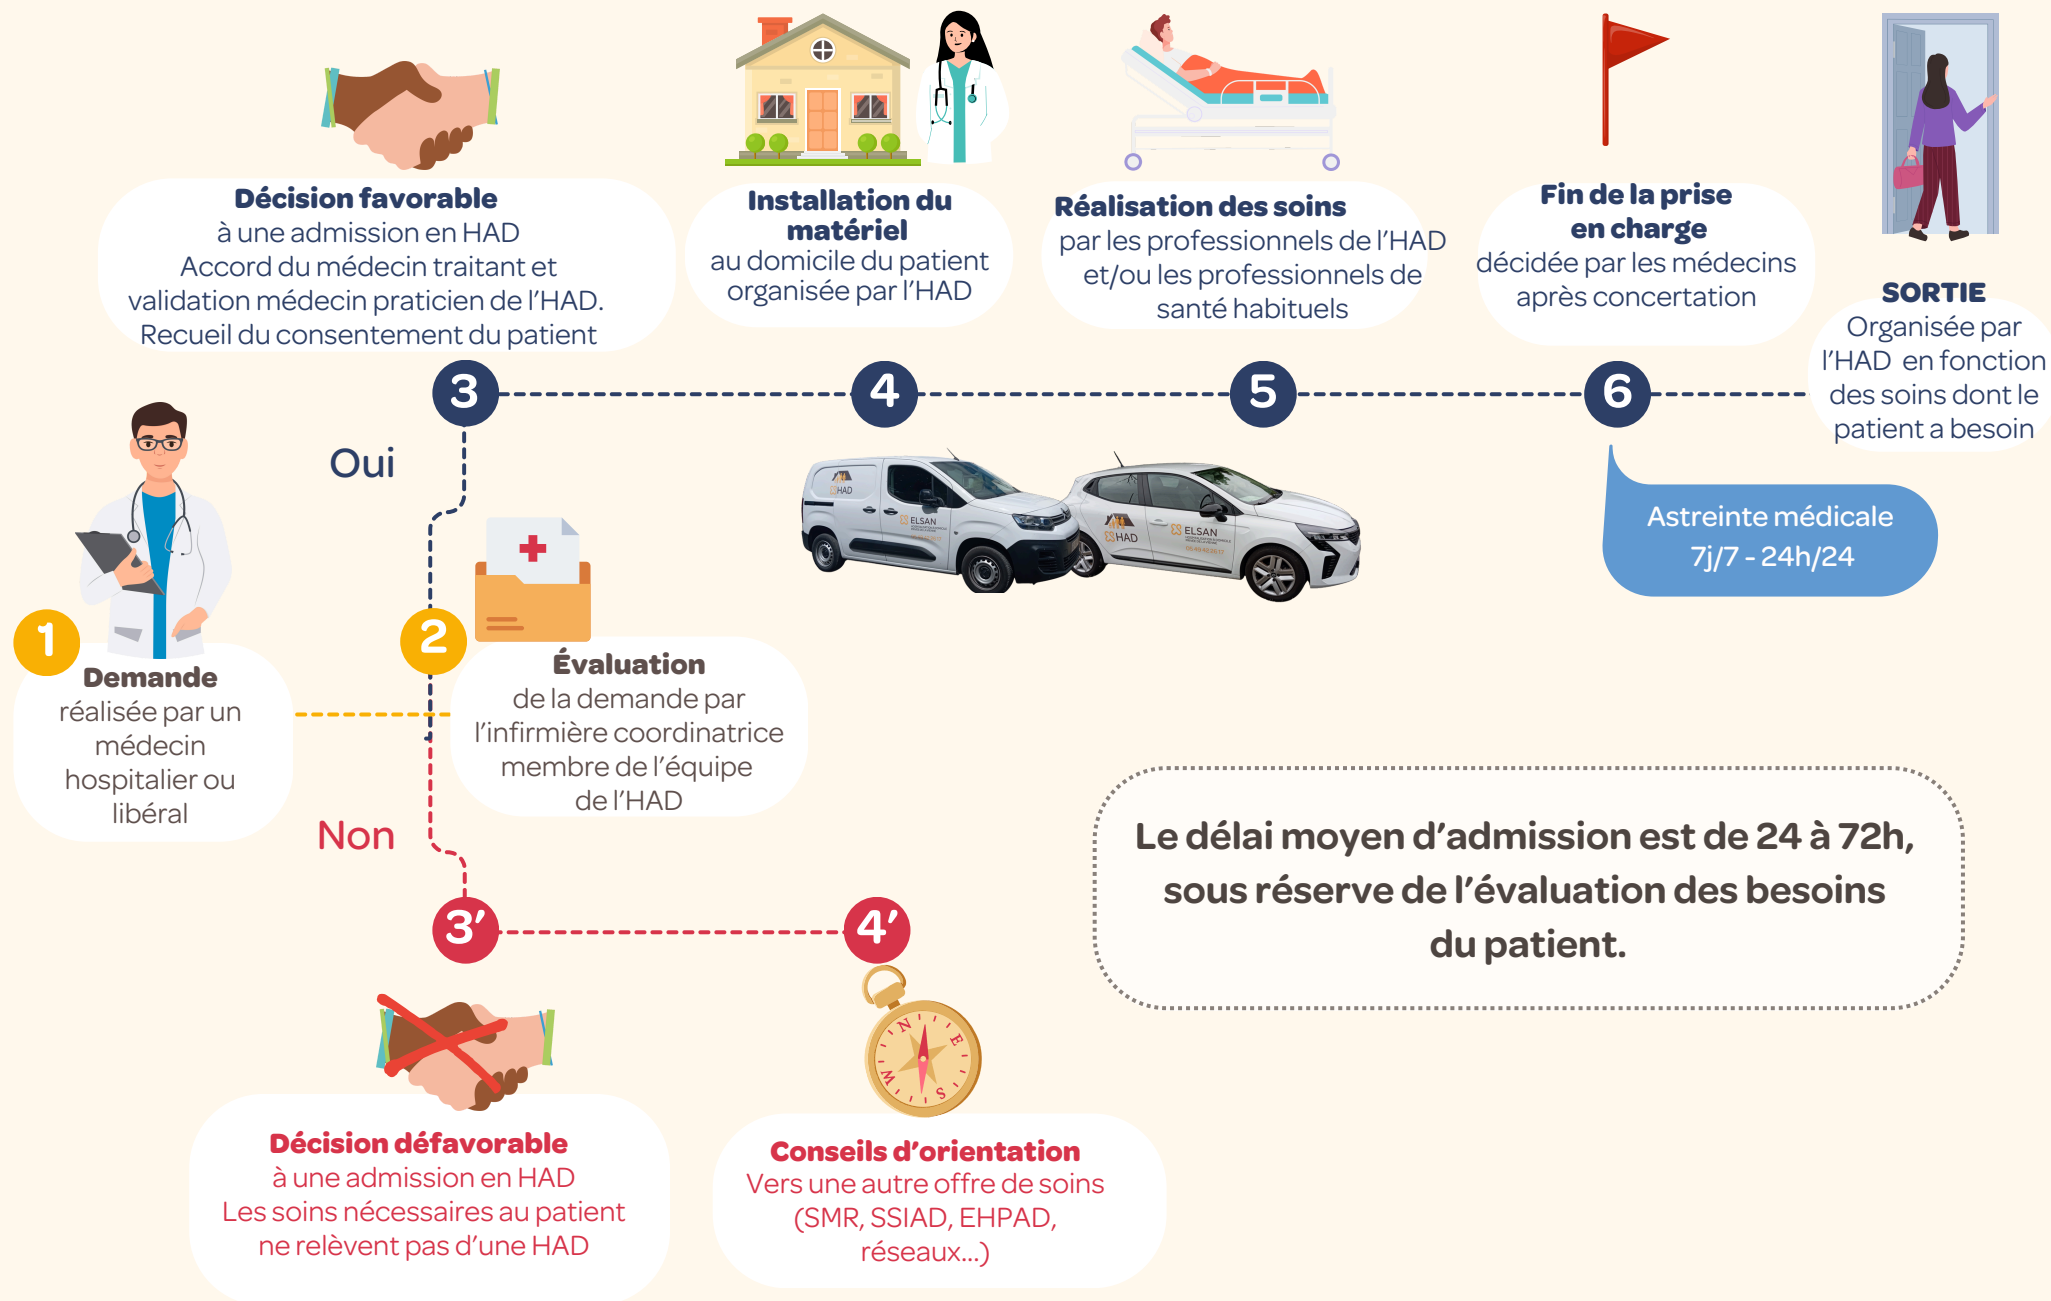 1
Demande
réalisée par un
médecin
hospitalier ou
libéral
2
Évaluation
de la demande par
l'infirmière coordinatrice
membre de l'équipe
de l'HAD
Oui
3
Décision favorable
à une admission en HAD
Accord du médecin traitant et
validation médecin praticien de l'HAD.
Recueil du consentement du patient
4
Installation du
matériel
au domicile du patient
organisée par l'HAD
5
Réalisation des soins
par les professionnels de l'HAD
et/ou les professionnels de
santé habituels
6
Fin de la prise
en charge
décidée par les médecins
après concertation
Astreinte médicale
7j/7 - 24h/24
SORTIE
Organisée par
l'HAD en fonction
des soins dont le
patient a besoin
HAD
ELSAN
HAD
ELSAN
Non
3'
Décision défavorable
à une admission en HAD
Les soins nécessaires au patient
ne relèvent pas d'une HAD
4'
N
E
S
W
Conseils d'orientation
Vers une autre offre de soins
(SMR, SSIAD, EHPAD,
réseaux...)
Le délai moyen d'admission est de 24 à 72h,
sous réserve de l'évaluation des besoins
du patient.